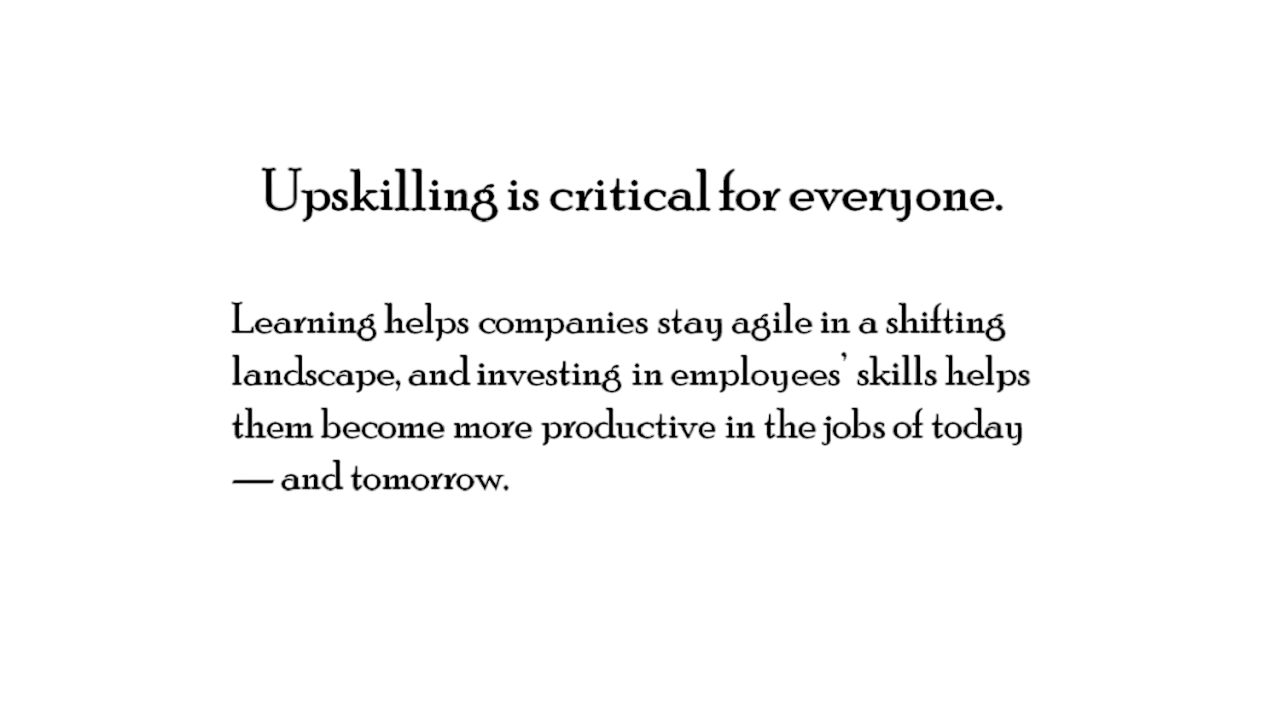 Upskilling is critical for everyone.
Learning helps companies stay agile in a shifting
landscape, and investing in employees’ skills helps
them become more productive in the jobs of today
— and tomorrow.